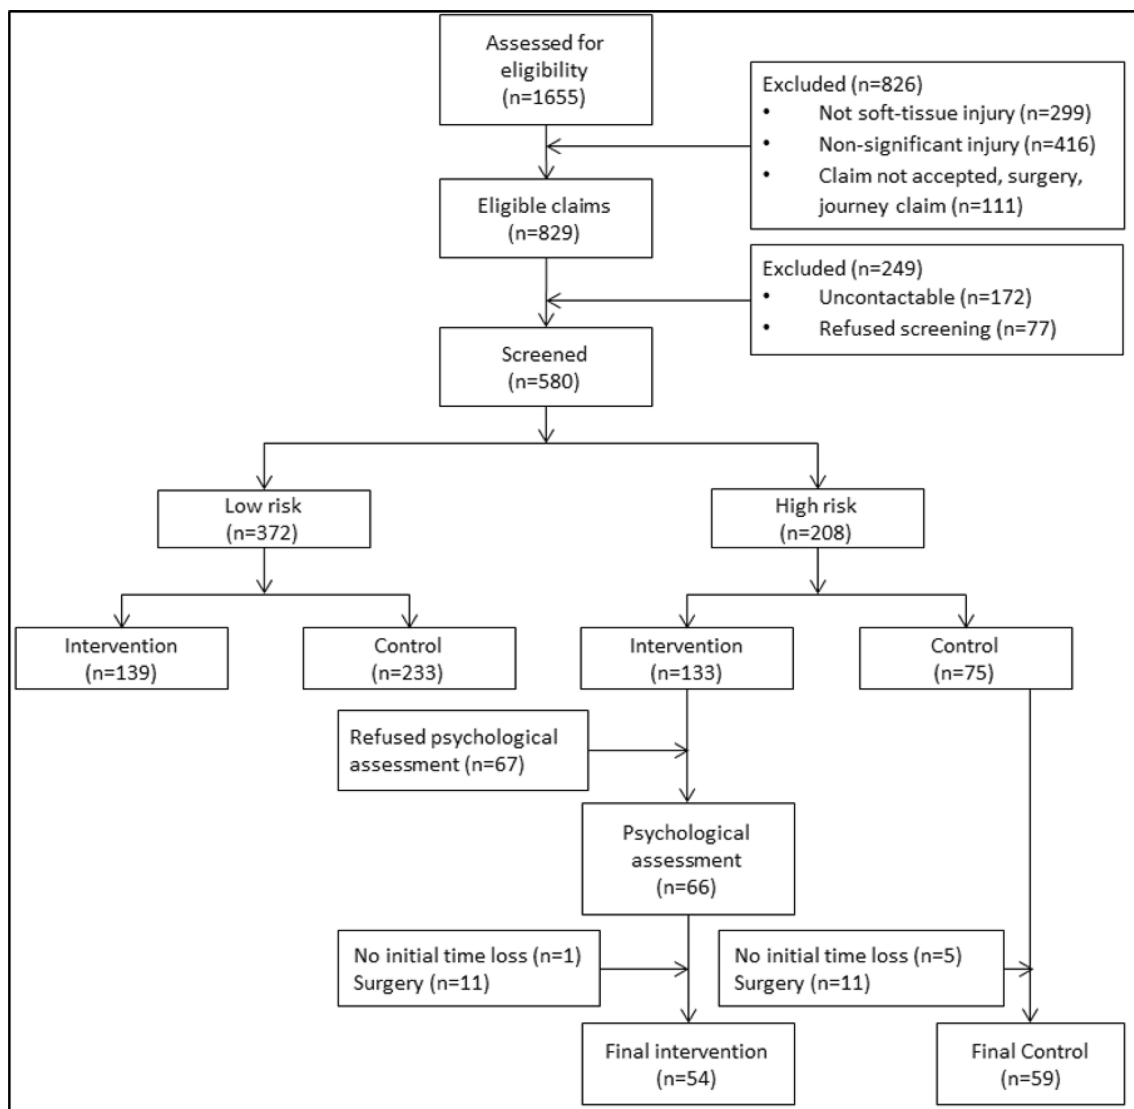 Assessed for
eligibility
(n=1655)
Excluded (n=826)
• Not soft-tissue injury (n=299)
• Non-significant injury (n=416)
• Claim not accepted, surgery,
journey claim (n=111)
Eligible claims
(n=829)
Excluded (n=249)
• Uncontactable (n=172)
• Refused screening (n=77)
Screened
(n=580)
Low risk
(n=372)
High risk
(n=208)
Intervention
(n=139)
Control
(n=233)
Intervention
(n=133)
Control
(n=75)
Refused psychological
assessment (n=67)
Psychological
assessment
(n=66)
No initial time loss (n=1)
Surgery (n=11)
No initial time loss (n=5)
Surgery (n=11)
Final intervention
(n=54)
Final Control
(n=59)